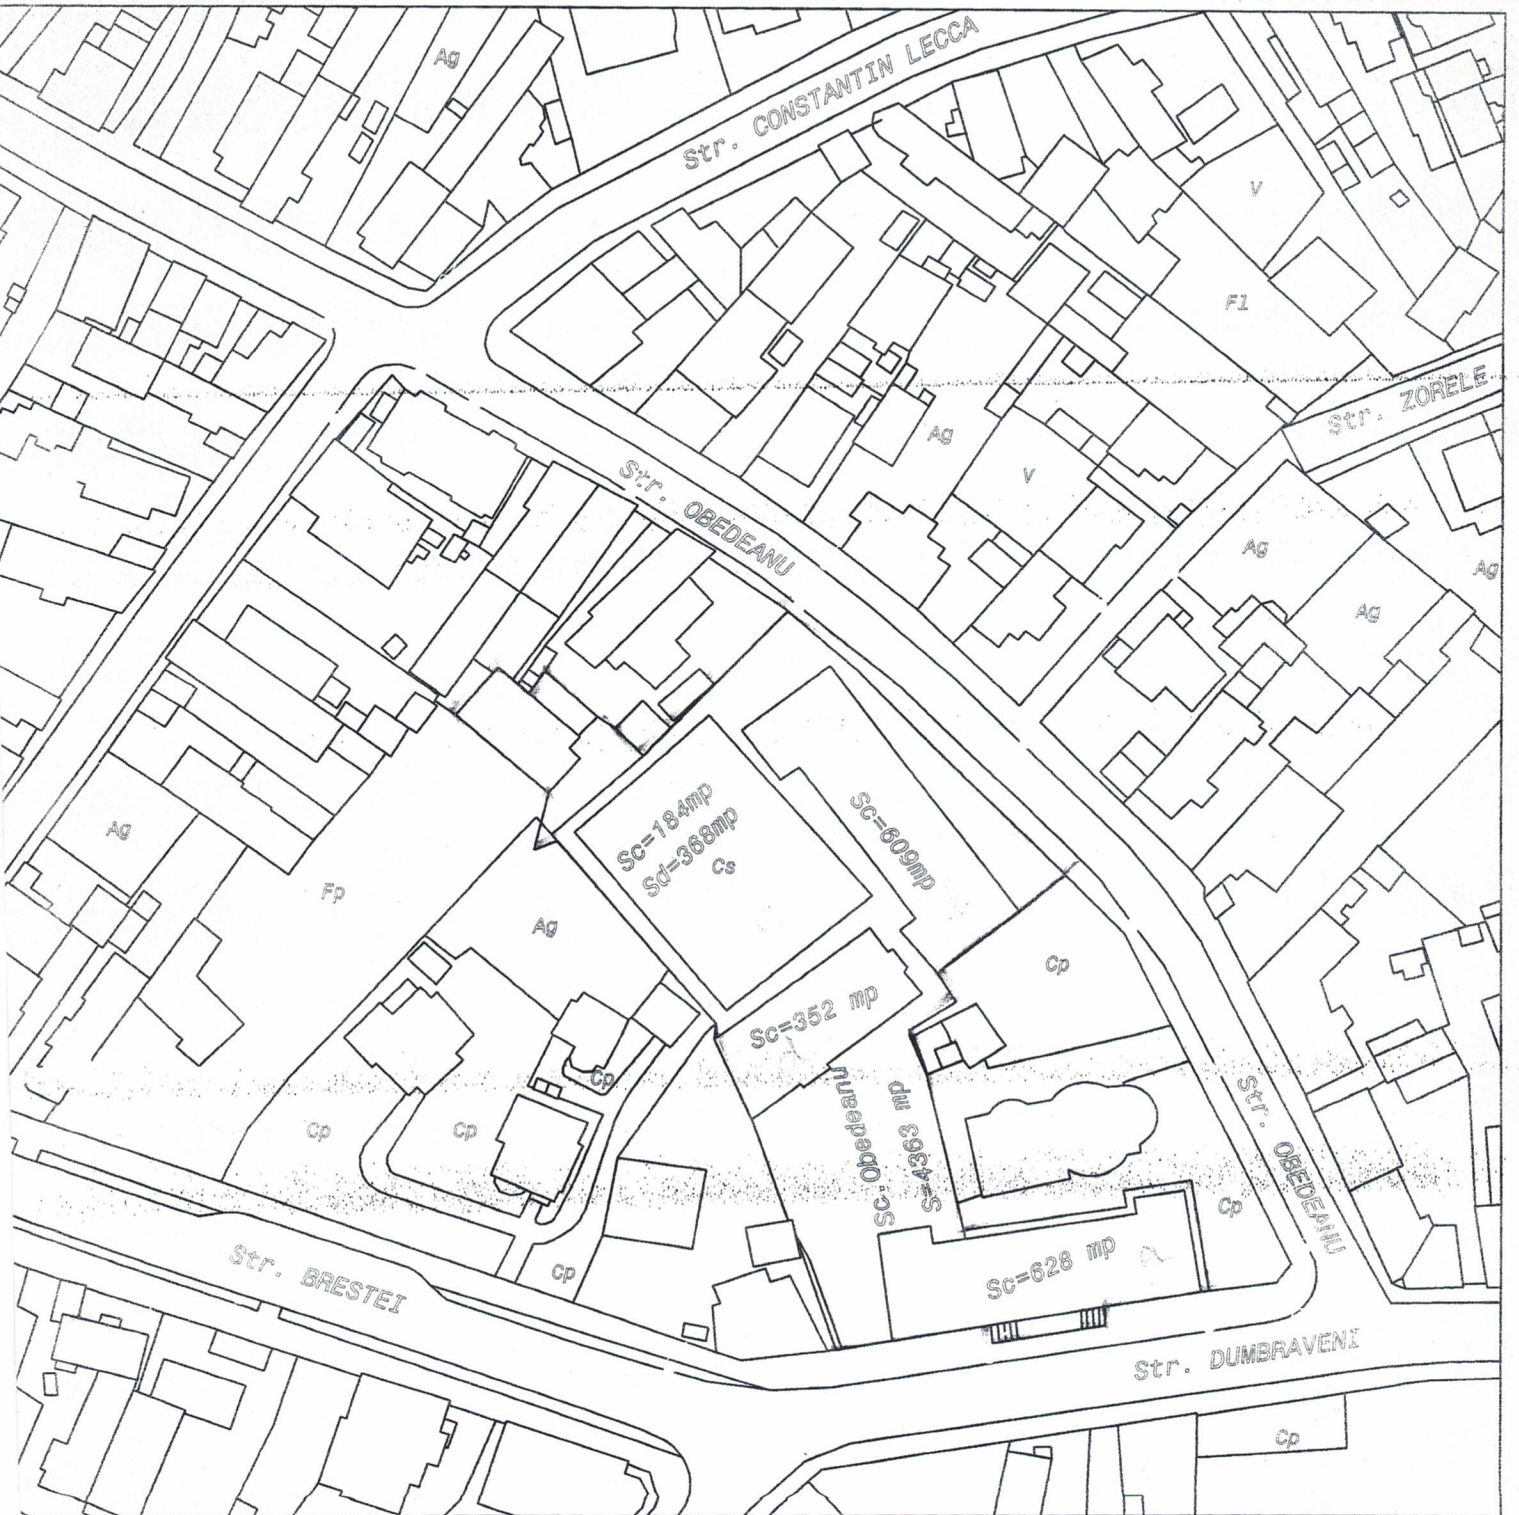 Ag
Str. CONSTANTIN LECCA
V
Fl
Str. ZORELE
Ag
V
Str. OBEDEANU
Ag
Ag
Ag
Sc=184mp
Sd=368mp
Cs
Sc=609mp
Ag
Fp
Ag
Cp
Sc=352 mp
Cp
Cp
Cp
Sc. Obedeanu
S=4363 mp
Str. OBEDEANU
Cp
Cp
Sc=628 mp
Str. BRESTEI
Str. DUMBRAVENI
Cp